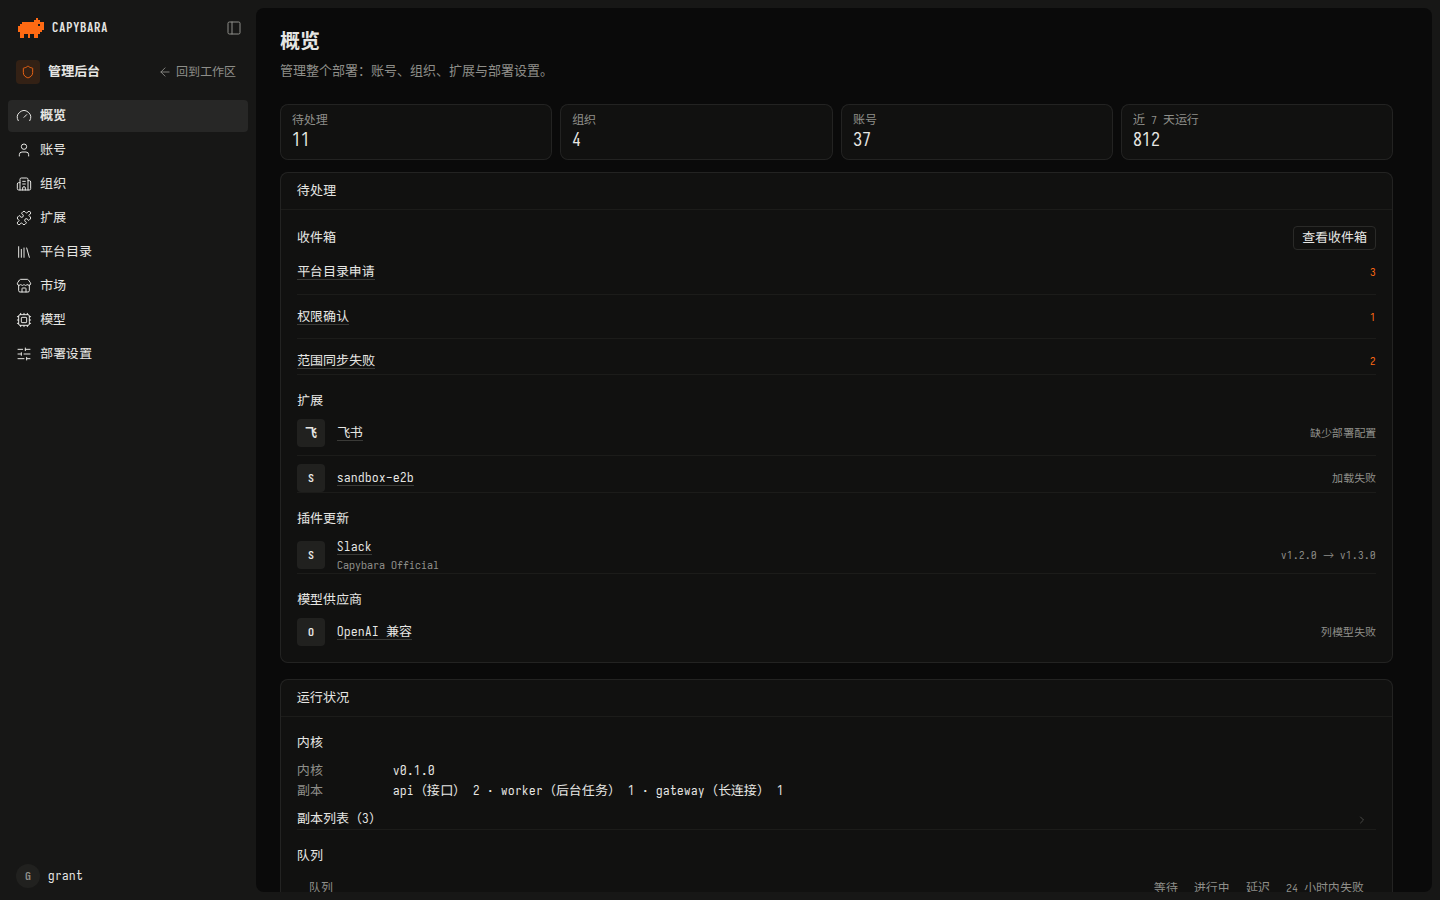 CAPYBARA
管理后台
回到工作区
概览
账号
组织
扩展
平台目录
市场
模型
部署设置
G grant
概览
管理整个部署：账号、组织、扩展与部署设置。
待处理
11
组织
4
账号
37
近 7 天运行
812
待处理
收件箱
查看收件箱
平台目录申请 3
权限确认 1
范围同步失败 2
扩展
飞 飞书 缺少部署配置
S sandbox-e2b 加载失败
插件更新
S Slack
Capybara Official
v1.2.0 → v1.3.0
模型供应商
O OpenAI 兼容 列模型失败
运行状况
内核
内核 v0.1.0
副本 api（接口） 2 · worker（后台任务） 1 · gateway（长连接） 1
副本列表（3）
队列
队列 等待 进行中 延迟 24 小时内失败